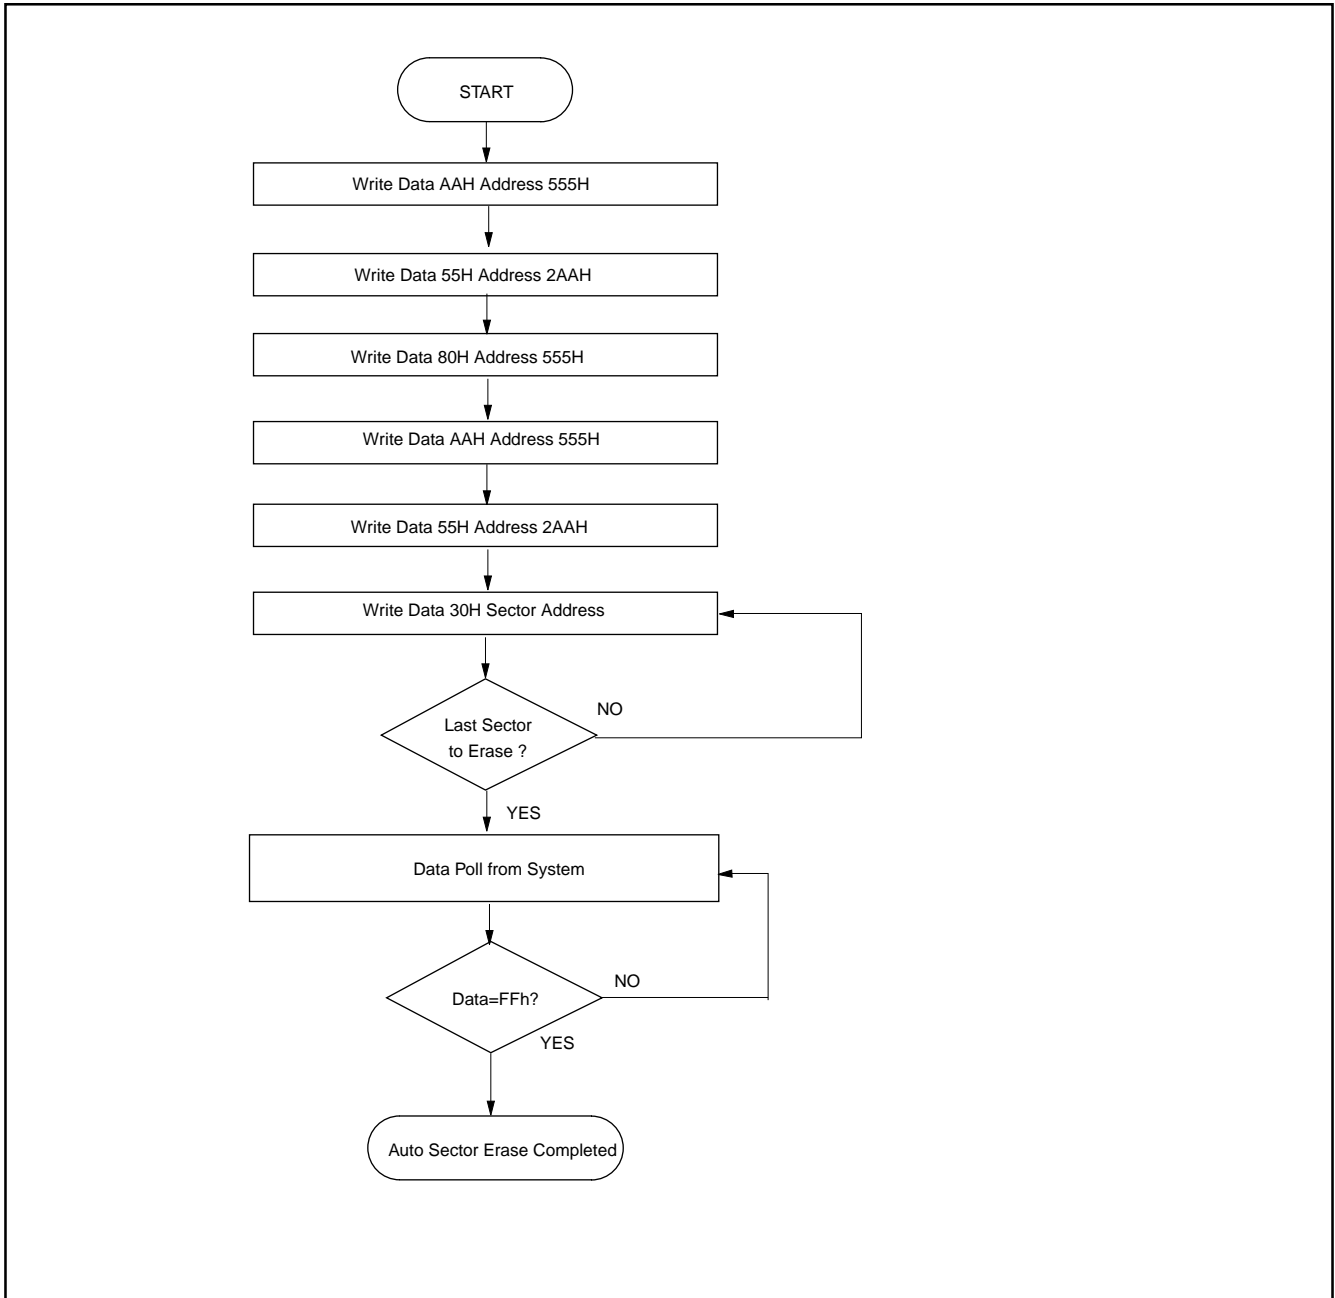 START
Write Data AAH Address 555H
Write Data 55H Address 2AAH
Write Data 80H Address 555H
Write Data AAH Address 555H
Write Data 55H Address 2AAH
Write Data 30H Sector Address
Last Sector
to Erase ?
NO
YES
Data Poll from System
Data=FFh?
NO
YES
Auto Sector Erase Completed